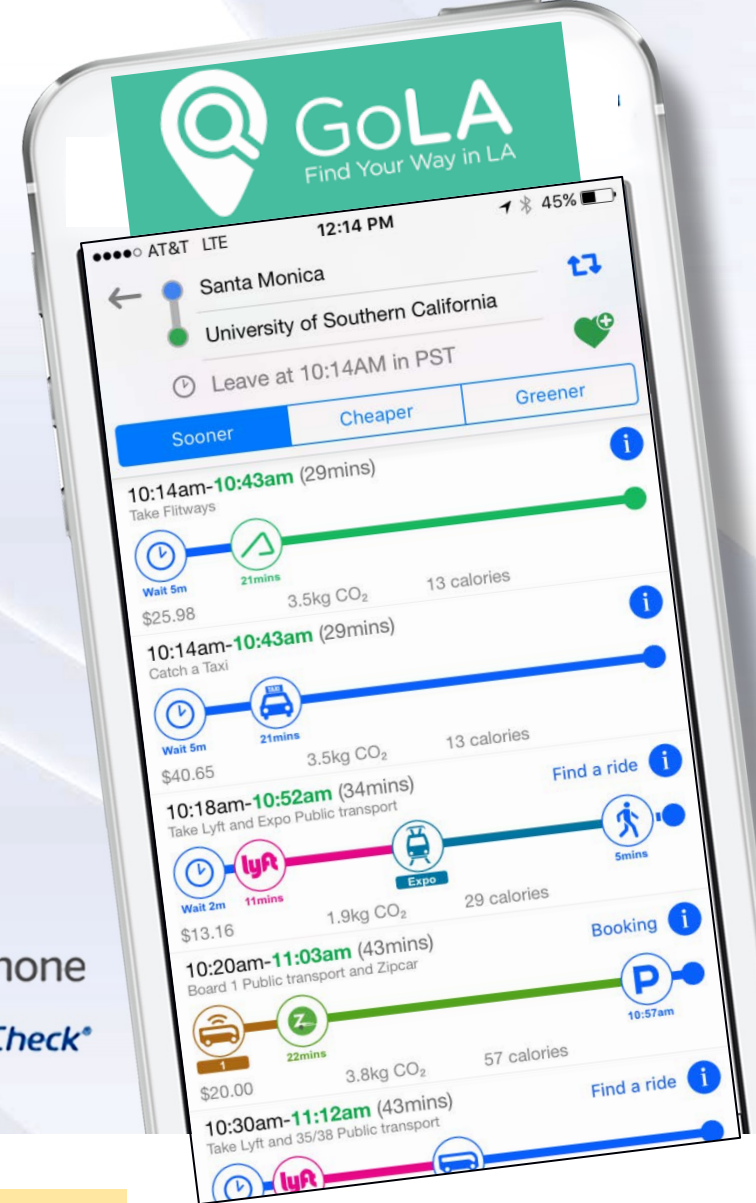 GoLA
Find Your Way in LA
AT&T LTE 12:14 PM 45%
Santa Monica
University of Southern California
Leave at 10:14AM in PST
Sooner Cheaper Greener
10:14am-10:43am (29mins)
Take Flitways
Wait 5m 21mins
$25.98 3.5kg CO₂ 13 calories
10:14am-10:43am (29mins)
Catch a Taxi
TAXI
Wait 5m 21mins
$40.65 3.5kg CO₂ 13 calories
10:18am-10:52am (34mins) Find a ride
Take Lyft and Expo Public transport
lyft
Wait 2m 11mins Expo 5mins
$13.16 1.9kg CO₂ 29 calories
10:20am-11:03am (43mins) Booking
Board 1 Public transport and Zipcar
Z P
1 22mins 10:57am
$20.00 3.8kg CO₂ 57 calories
10:30am-11:12am (43mins) Find a ride
Take Lyft and 35/38 Public transport
lyft
hone
Check®